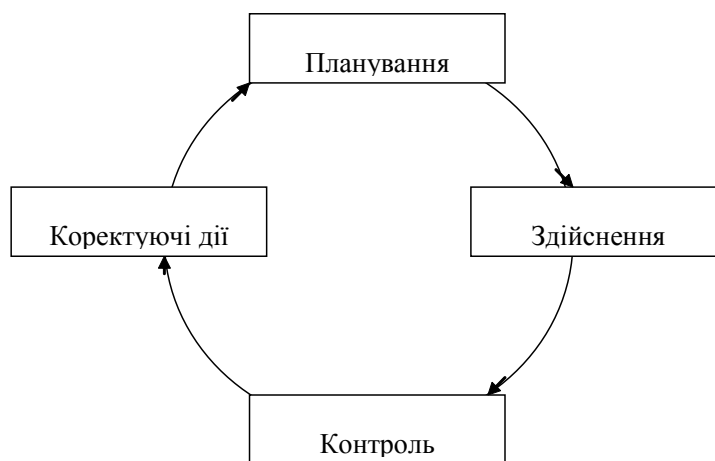 Планування
Коректуючі дії
Здійснення
Контроль